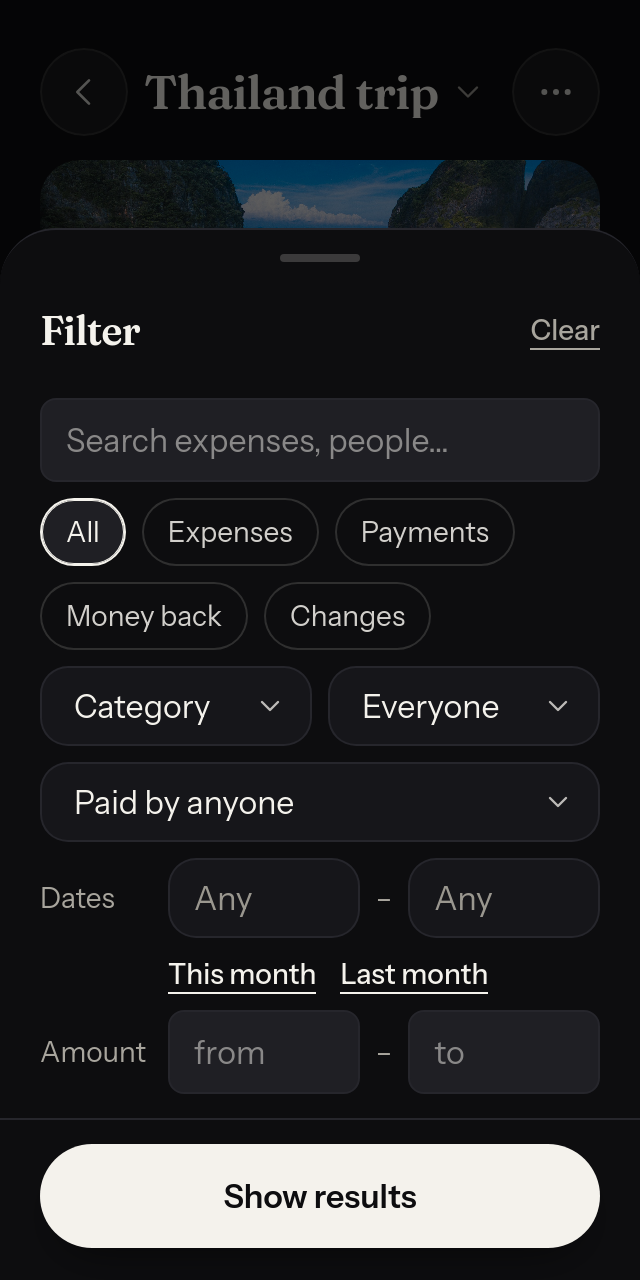 Thailand trip
Filter
Clear
Search expenses, people...
All
Expenses
Payments
Money back
Changes
Category
Everyone
Paid by anyone
Dates
Any
–
Any
This month
Last month
Amount
from
–
to
Show results